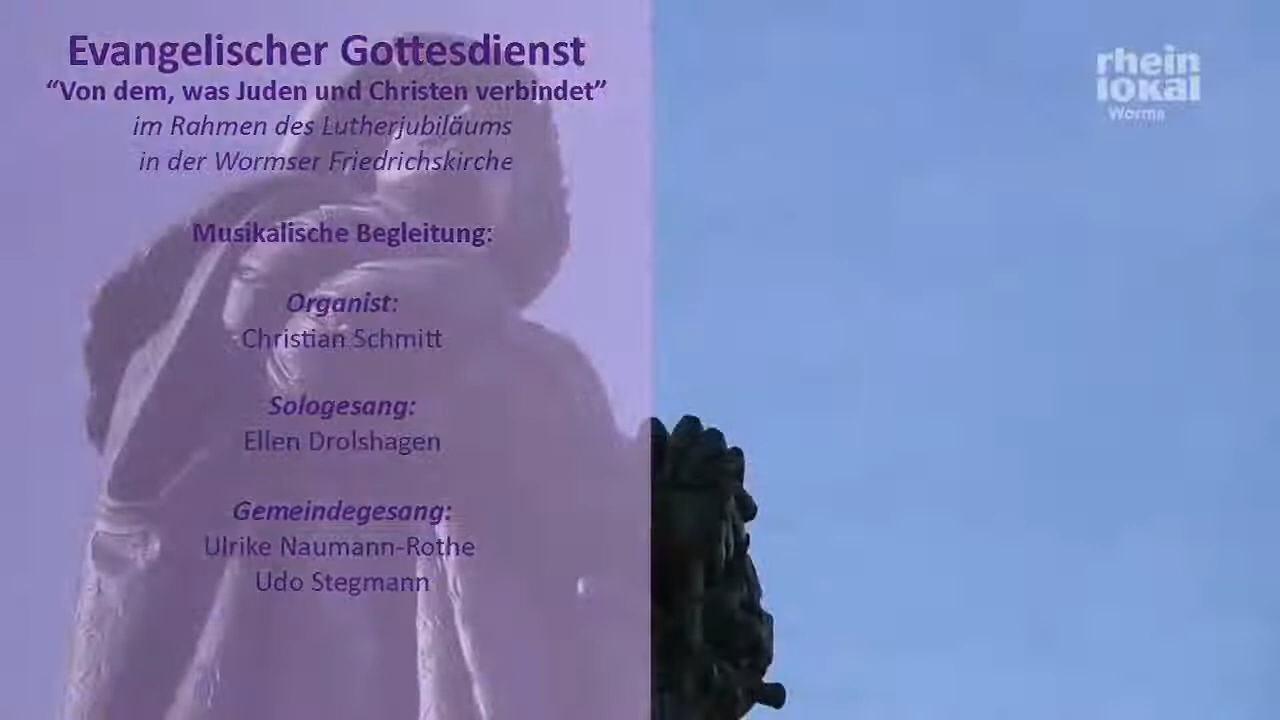 Evangelischer Gottesdienst
“Von dem, was Juden und Christen verbindet”
im Rahmen des Lutherjubiläums
in der Wormser Friedrichskirche
Musikalische Begleitung:
Organist:
Christian Schmitt
Sologesang:
Ellen Drolshagen
Gemeindegesang:
Ulrike Naumann-Rothe
Udo Stegmann
rhein
lokal
Worms